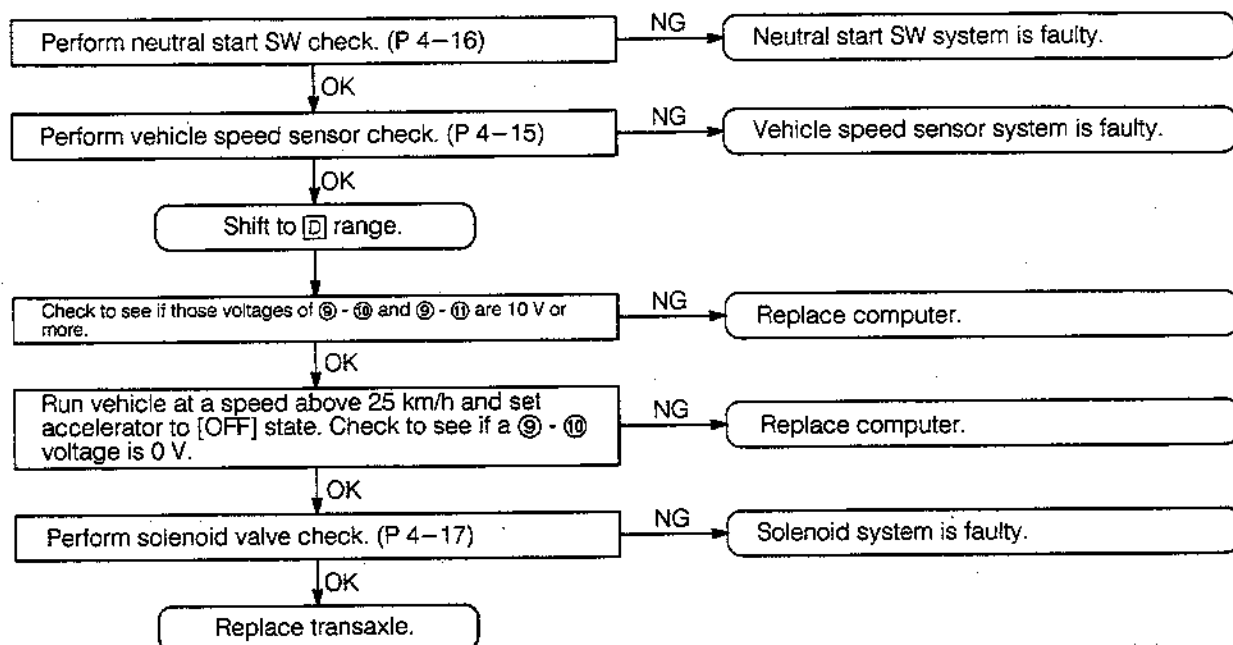 Perform neutral start SW check. (P 4–16)
NG
Neutral start SW system is faulty.
OK
Perform vehicle speed sensor check. (P 4–15)
NG
Vehicle speed sensor system is faulty.
OK
Shift to D range.
Check to see if those voltages of ⑨ - ⑩ and ⑨ - ⑪ are 10 V or
more.
NG
Replace computer.
OK
Run vehicle at a speed above 25 km/h and set
accelerator to [OFF] state. Check to see if a ⑨ - ⑩
voltage is 0 V.
NG
Replace computer.
OK
Perform solenoid valve check. (P 4–17)
NG
Solenoid system is faulty.
OK
Replace transaxle.